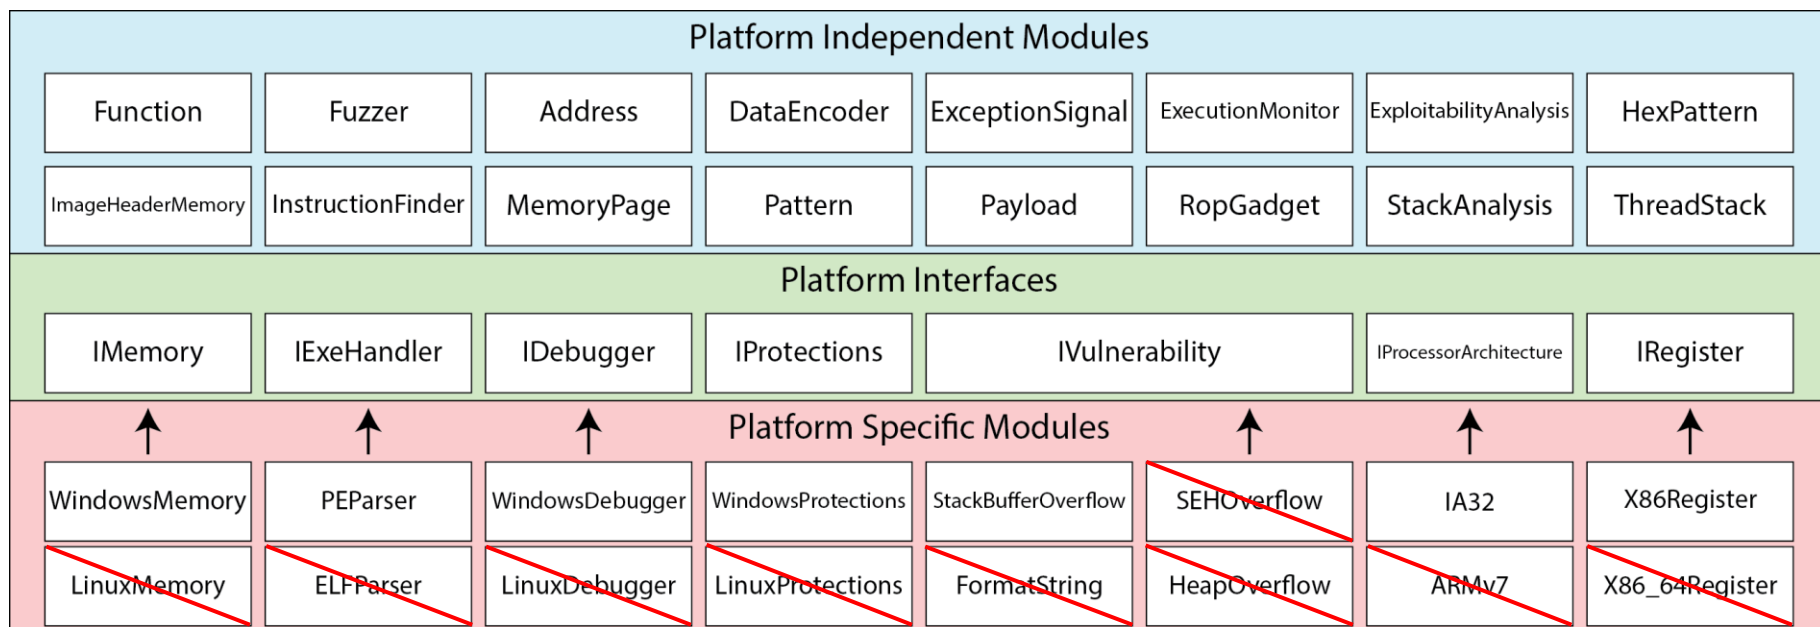 Platform Independent Modules
Function Fuzzer Address DataEncoder ExceptionSignal ExecutionMonitor ExploitabilityAnalysis HexPattern
ImageHeaderMemory InstructionFinder MemoryPage Pattern Payload RopGadget StackAnalysis ThreadStack
Platform Interfaces
IMemory IExeHandler IDebugger IProtections IVulnerability IProcessorArchitecture IRegister
Platform Specific Modules
WindowsMemory PEParser WindowsDebugger WindowsProtections StackBufferOverflow SEHOverflow IA32 X86Register
LinuxMemory ELFParser LinuxDebugger LinuxProtections FormatString HeapOverflow ARMv7 X86_64Register